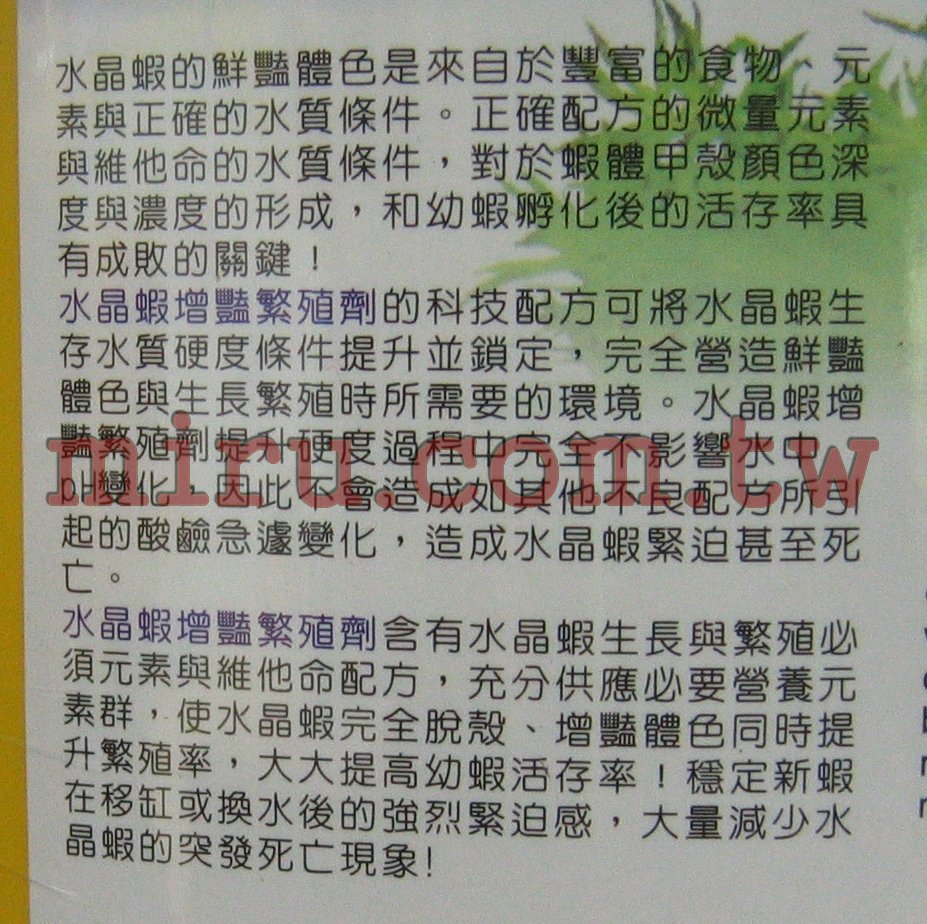 水晶蝦的鮮豔體色是來自於豐富的食物、元
素與正確的水質條件。正確配方的微量元素
與維他命的水質條件，對於蝦體甲殼顏色深
度與濃度的形成，和幼蝦孵化後的活存率具
有成敗的關鍵！
水晶蝦增豔繁殖劑的科技配方可將水晶蝦生
存水質硬度條件提升並鎖定，完全營造鮮豔
體色與生長繁殖時所需要的環境。水晶蝦增
豔繁殖劑提升硬度過程中完全不影響水中
pH變化，因此不會造成如其他不良配方所引
起的酸鹼急遽變化，造成水晶蝦緊迫甚至死
亡。
水晶蝦增豔繁殖劑含有水晶蝦生長與繁殖必
須元素與維他命配方，充分供應必要營養元
素群，使水晶蝦完全脫殼、增豔體色同時提
升繁殖率，大大提高幼蝦活存率！穩定新蝦
在移缸或換水後的強烈緊迫感，大量減少水
晶蝦的突發死亡現象!
miru.com.tw